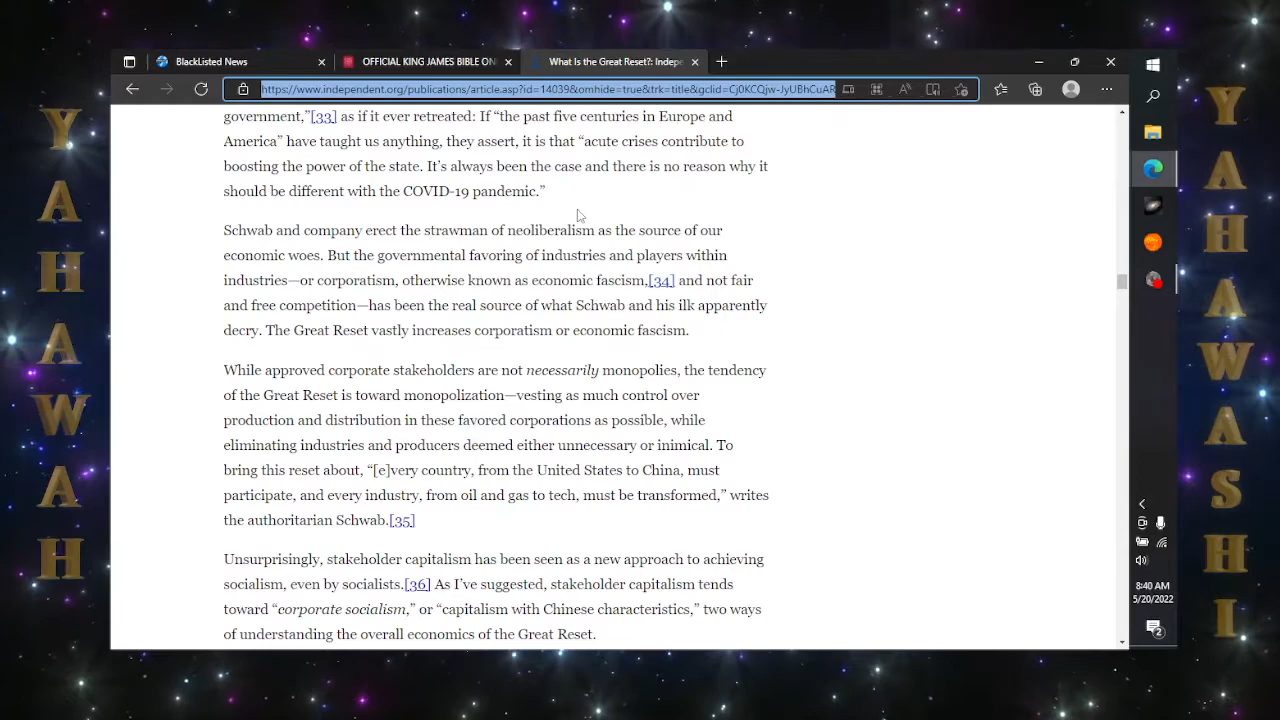 BlackListed News
OFFICIAL KING JAMES BIBLE ON
What Is the Great Reset?: Indepe
https://www.independent.org/publications/article.asp?id=14039&omhide=true&trk=title&gclid=Cj0KCQjw-JyUBhCuAR
government,”[33] as if it ever retreated: If “the past five centuries in Europe and
America” have taught us anything, they assert, it is that “acute crises contribute to
boosting the power of the state. It’s always been the case and there is no reason why it
should be different with the COVID-19 pandemic.”
Schwab and company erect the strawman of neoliberalism as the source of our
economic woes. But the governmental favoring of industries and players within
industries—or corporatism, otherwise known as economic fascism,[34] and not fair
and free competition—has been the real source of what Schwab and his ilk apparently
decry. The Great Reset vastly increases corporatism or economic fascism.
While approved corporate stakeholders are not necessarily monopolies, the tendency
of the Great Reset is toward monopolization—vesting as much control over
production and distribution in these favored corporations as possible, while
eliminating industries and producers deemed either unnecessary or inimical. To
bring this reset about, “[e]very country, from the United States to China, must
participate, and every industry, from oil and gas to tech, must be transformed,” writes
the authoritarian Schwab.[35]
Unsurprisingly, stakeholder capitalism has been seen as a new approach to achieving
socialism, even by socialists.[36] As I’ve suggested, stakeholder capitalism tends
toward “corporate socialism,” or “capitalism with Chinese characteristics,” two ways
of understanding the overall economics of the Great Reset.
8:40 AM
5/20/2022
2
YAHAWAH
YAHAWASHI